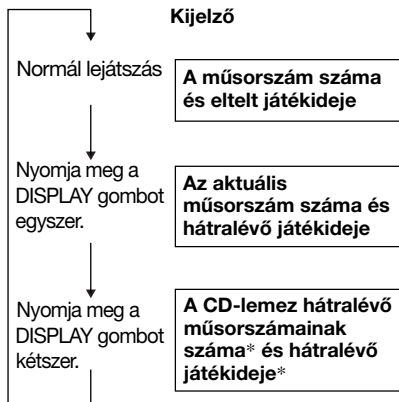 Kijelző
Normál lejátszás
A műsorszám száma
és eltelt játékideje
Nyomja meg a
DISPLAY gombot
egyszer.
Az aktuális
műsorszám száma és
hátralévő játékideje
Nyomja meg a
DISPLAY gombot
kétszer.
A CD-lemez hátralévő
műsorszámainak
száma* és hátralévő
játékideje*